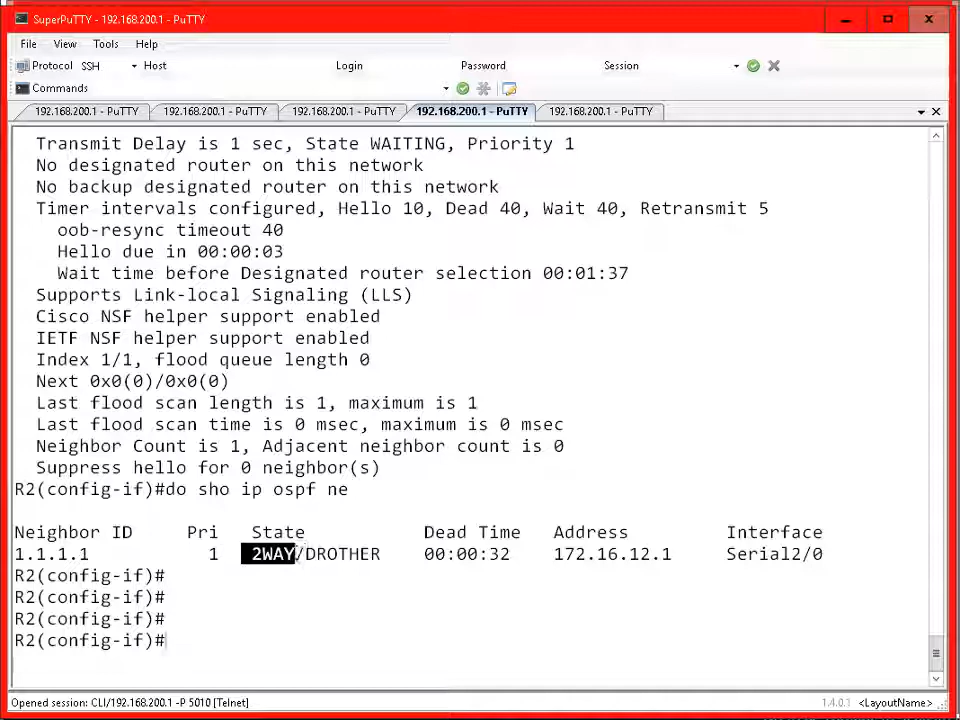 SuperPuTTY - 192.168.200.1 - PuTTY
File View Tools Help
Protocol SSH Host Login Password Session
Commands
192.168.200.1 - PuTTY 192.168.200.1 - PuTTY 192.168.200.1 - PuTTY 192.168.200.1 - PuTTY 192.168.200.1 - PuTTY
Transmit Delay is 1 sec, State WAITING, Priority 1
No designated router on this network
No backup designated router on this network
Timer intervals configured, Hello 10, Dead 40, Wait 40, Retransmit 5
oob-resync timeout 40
Hello due in 00:00:03
Wait time before Designated router selection 00:01:37
Supports Link-local Signaling (LLS)
Cisco NSF helper support enabled
IETF NSF helper support enabled
Index 1/1, flood queue length 0
Next 0x0(0)/0x0(0)
Last flood scan length is 1, maximum is 1
Last flood scan time is 0 msec, maximum is 0 msec
Neighbor Count is 1, Adjacent neighbor count is 0
Suppress hello for 0 neighbor(s)
R2(config-if)#do sho ip ospf ne
Neighbor ID Pri State Dead Time Address Interface
1.1.1.1 1 2WAY/DROTHER 00:00:32 172.16.12.1 Serial2/0
R2(config-if)#
R2(config-if)#
R2(config-if)#
R2(config-if)#
Opened session: CLI/192.168.200.1 -P 5010 [Telnet] 1.4.0.1 <LayoutName>